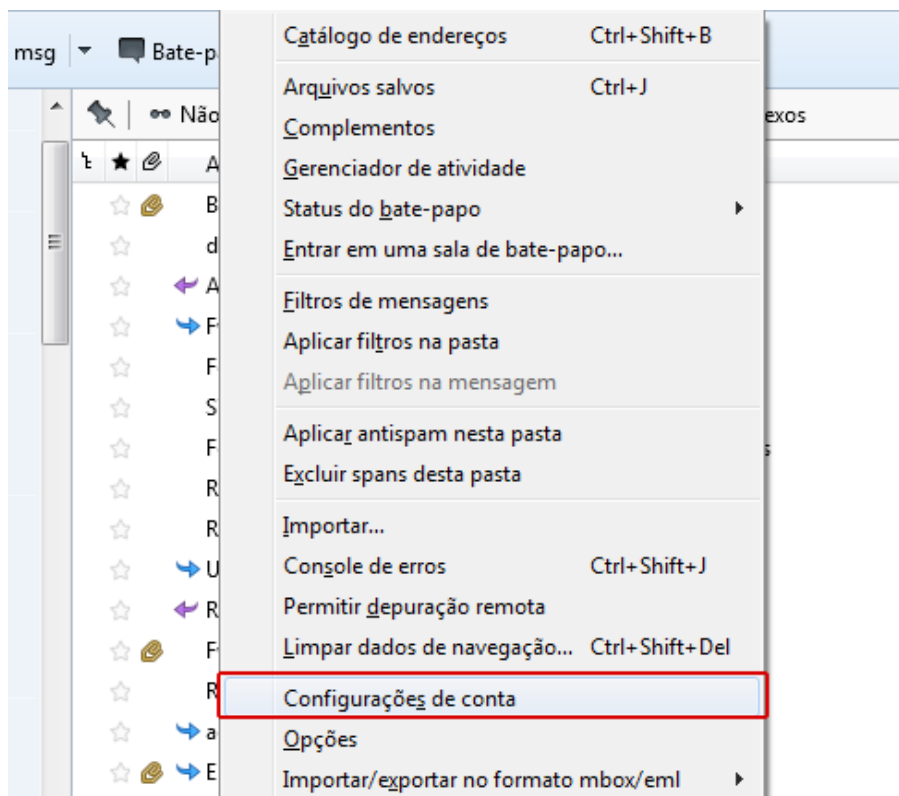 msg
Bate-p
Não
exos
A
B
d
A
F
F
S
F
s
R
R
U
R
F
R
a
E
Catálogo de endereços Ctrl+Shift+B
Arquivos salvos Ctrl+J
Complementos
Gerenciador de atividade
Status do bate-papo
Entrar em uma sala de bate-papo...
Filtros de mensagens
Aplicar filtros na pasta
Aplicar filtros na mensagem
Aplicar antispam nesta pasta
Excluir spans desta pasta
Importar...
Console de erros Ctrl+Shift+J
Permitir depuração remota
Limpar dados de navegação... Ctrl+Shift+Del
Configurações de conta
Opções
Importar/exportar no formato mbox/eml